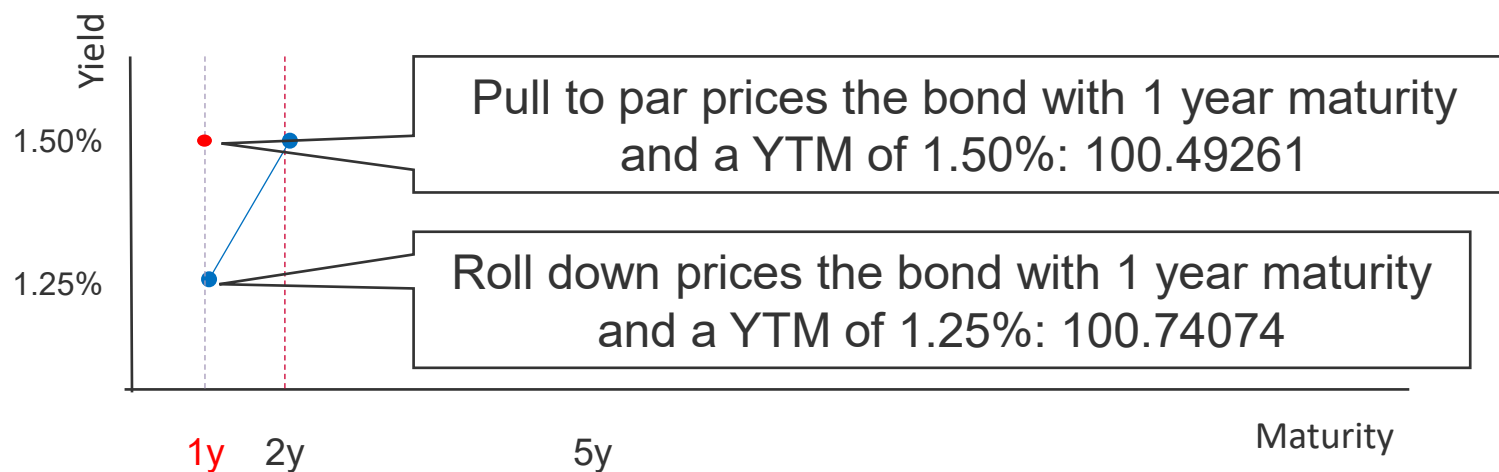 Yield
Pull to par prices the bond with 1 year maturity
and a YTM of 1.50%: 100.49261
1.50%
Roll down prices the bond with 1 year maturity
and a YTM of 1.25%: 100.74074
1.25%
1y 2y 5y Maturity